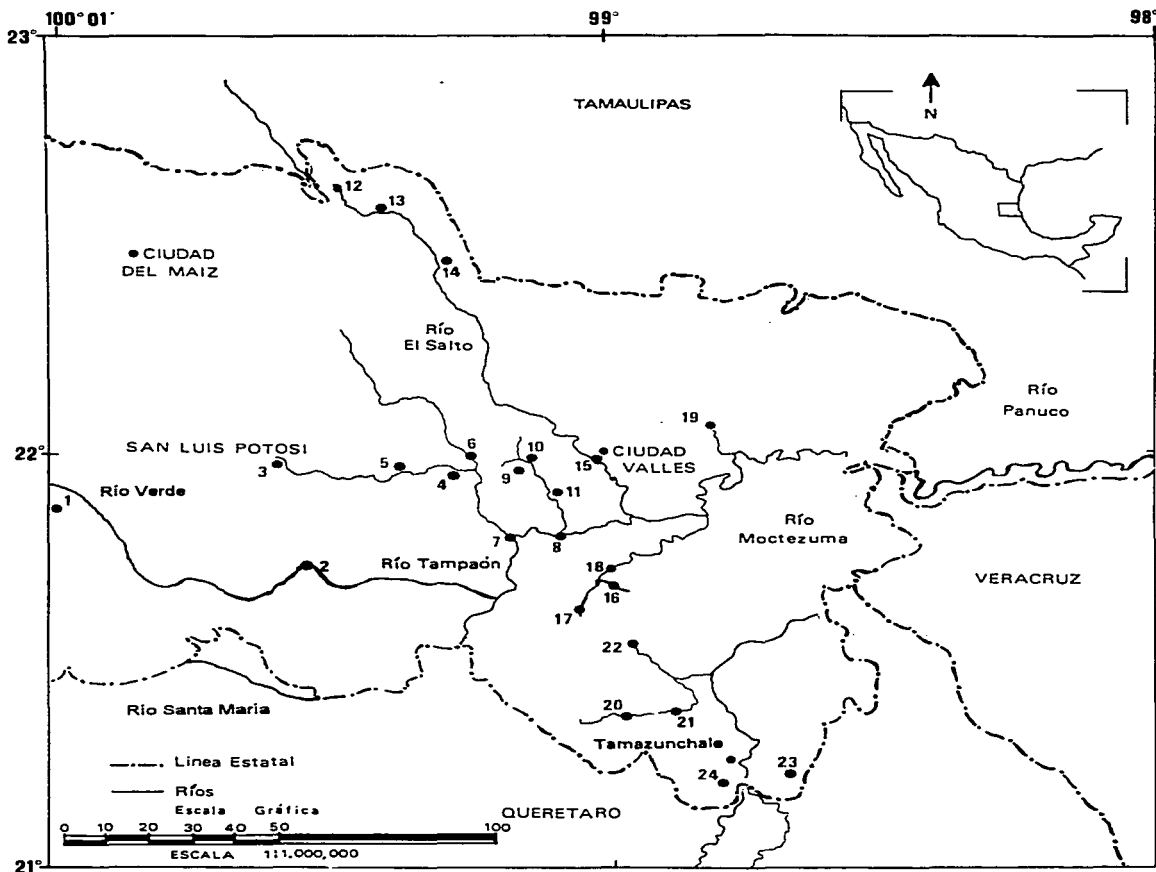 100° 01'
99°
98°
23°
TAMAULIPAS
N
12
13
CIUDAD
DEL MAIZ
14
Río
El Salto
Río
Panuco
19
SAN LUIS POTOSI
6
10
CIUDAD
VALLES
22°
3
5
4
9
15
11
Río Verde
1
7
8
Río
Moctezuma
2
Río Tampaón
18
16
VERACRUZ
17
22
Río Santa María
20
21
Tamazunchal
Linea Estatal
23
24
Ríos
Escala Gráfica
QUERETARO
0 10 20 30 40 50 100
ESCALA 1:1.000,000
21°